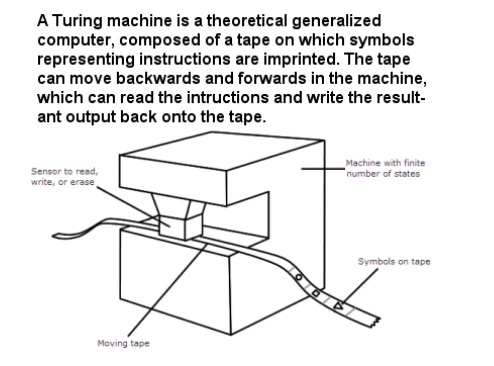 A Turing machine is a theoretical generalized
computer, composed of a tape on which symbols
representing instructions are imprinted. The tape
can move backwards and forwards in the machine,
which can read the intructions and write the result-
ant output back onto the tape.
Sensor to read,
write, or erase
Machine with finite
number of states
Symbols on tape
Moving tape